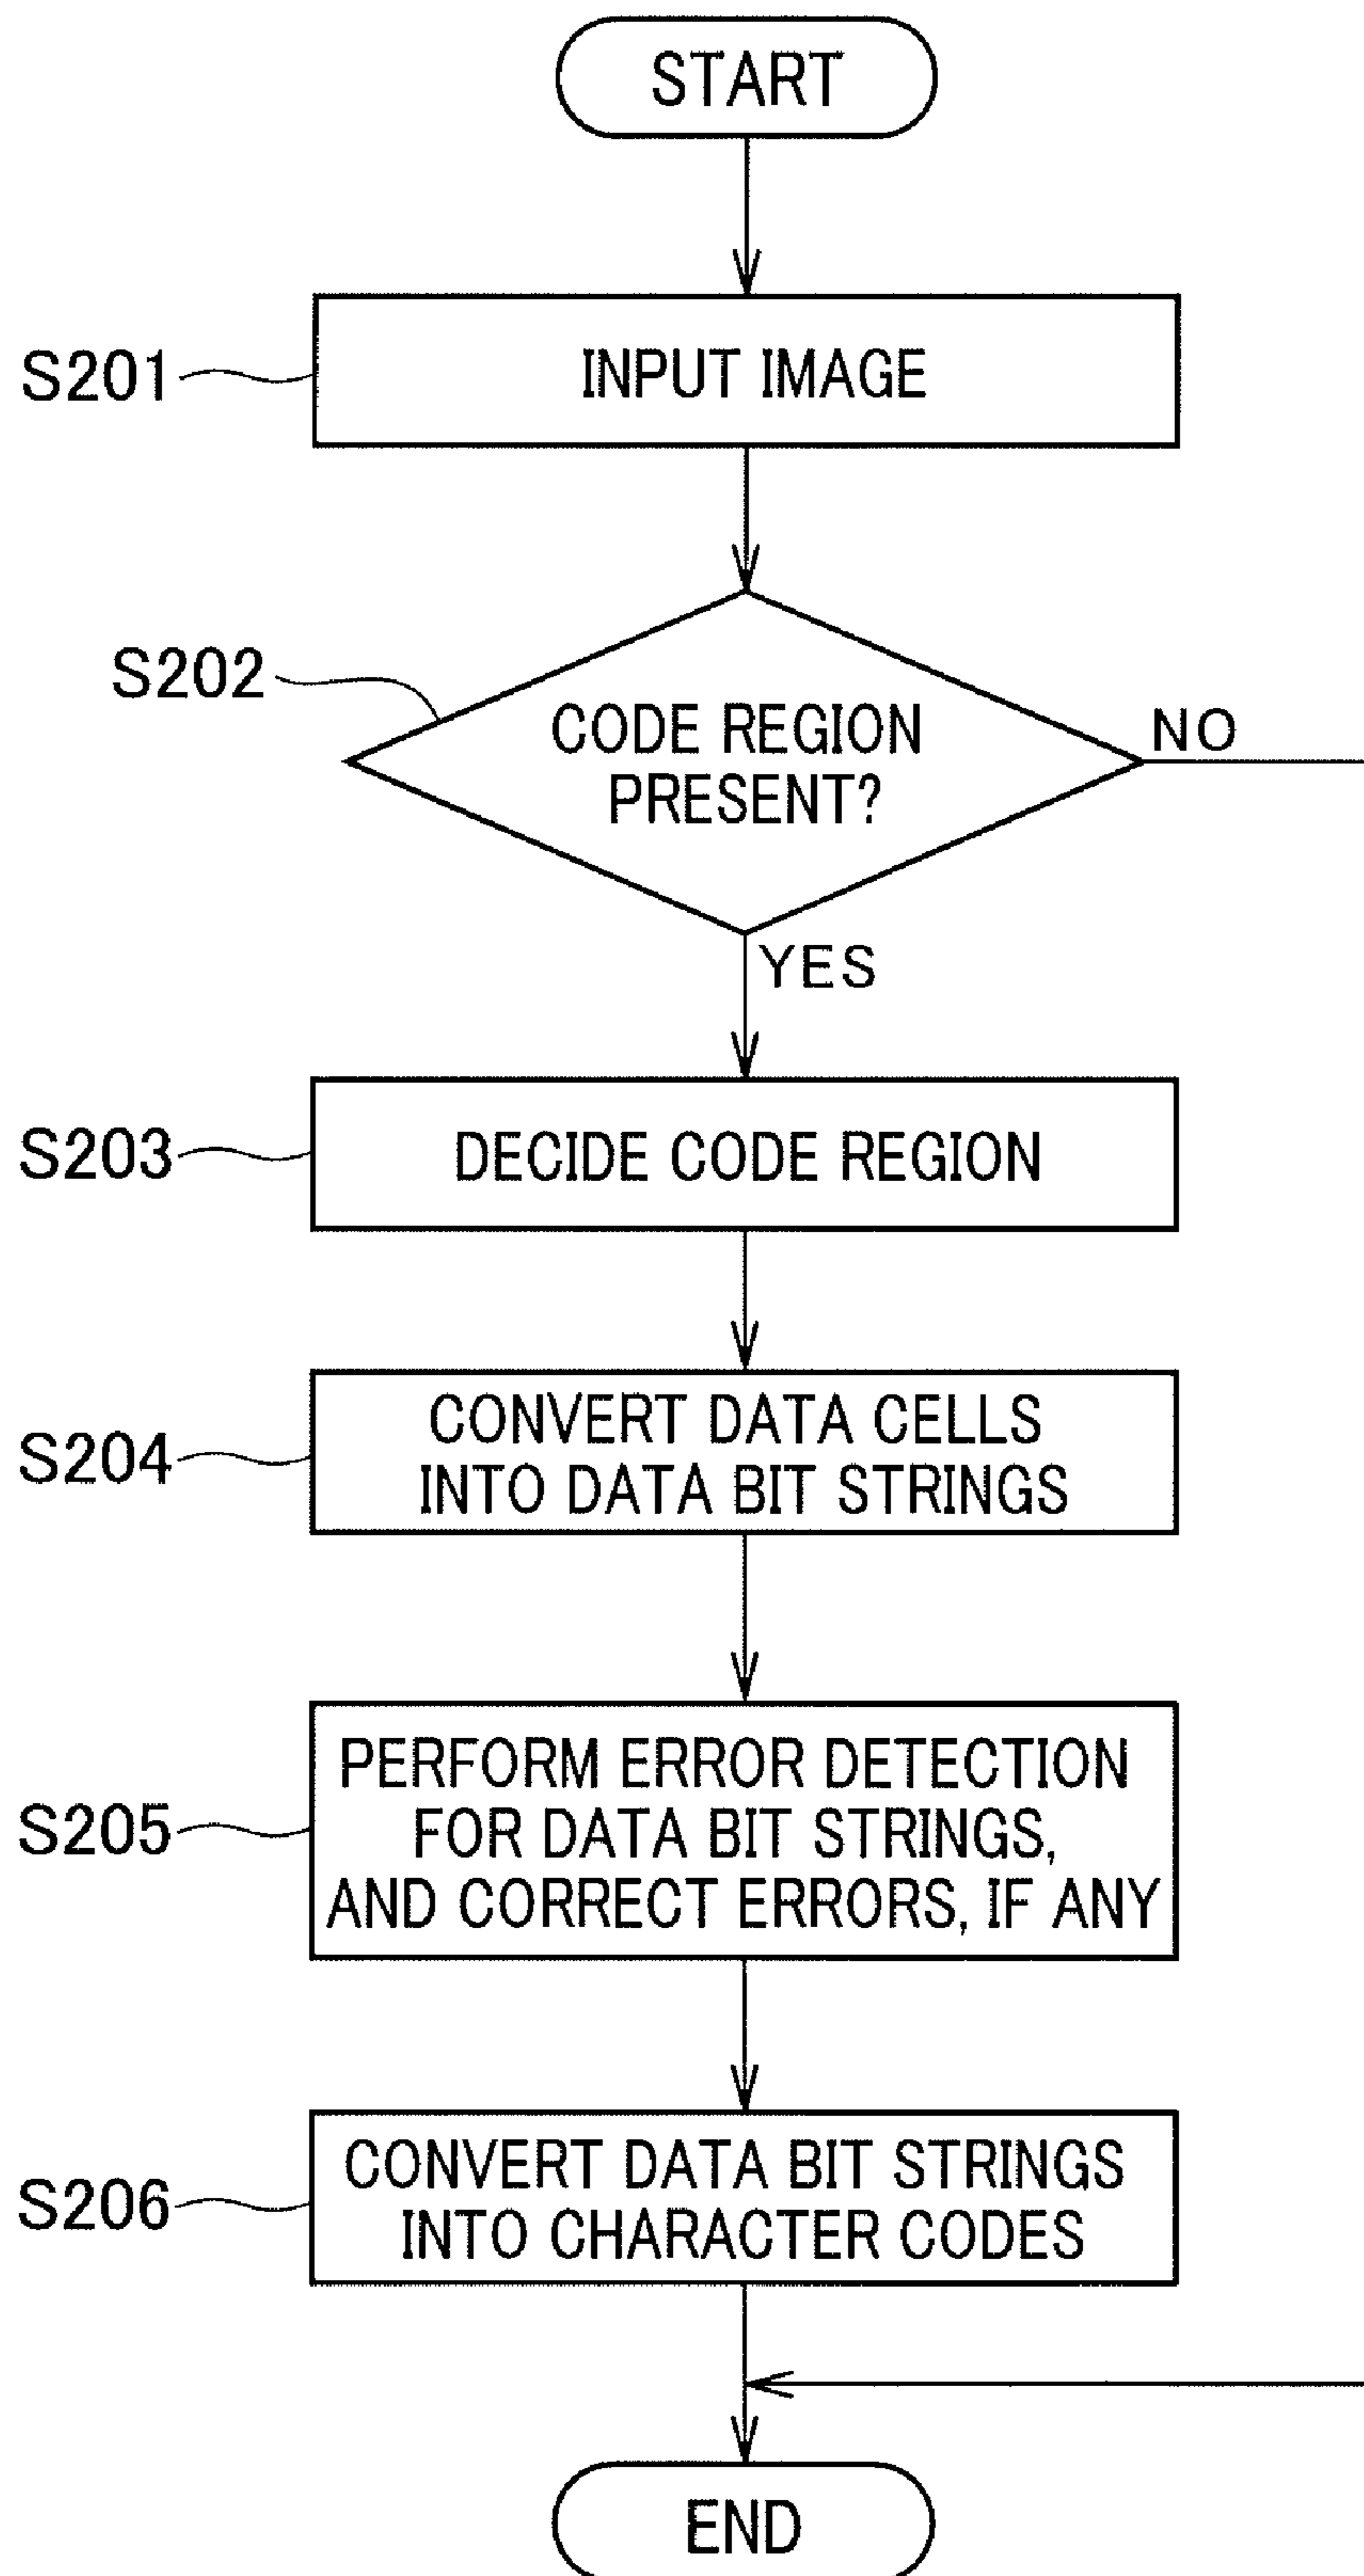 START
S201
INPUT IMAGE
S202
CODE REGION
PRESENT?
NO
YES
S203
DECIDE CODE REGION
S204
CONVERT DATA CELLS
INTO DATA BIT STRINGS
S205
PERFORM ERROR DETECTION
FOR DATA BIT STRINGS,
AND CORRECT ERRORS, IF ANY
S206
CONVERT DATA BIT STRINGS
INTO CHARACTER CODES
END